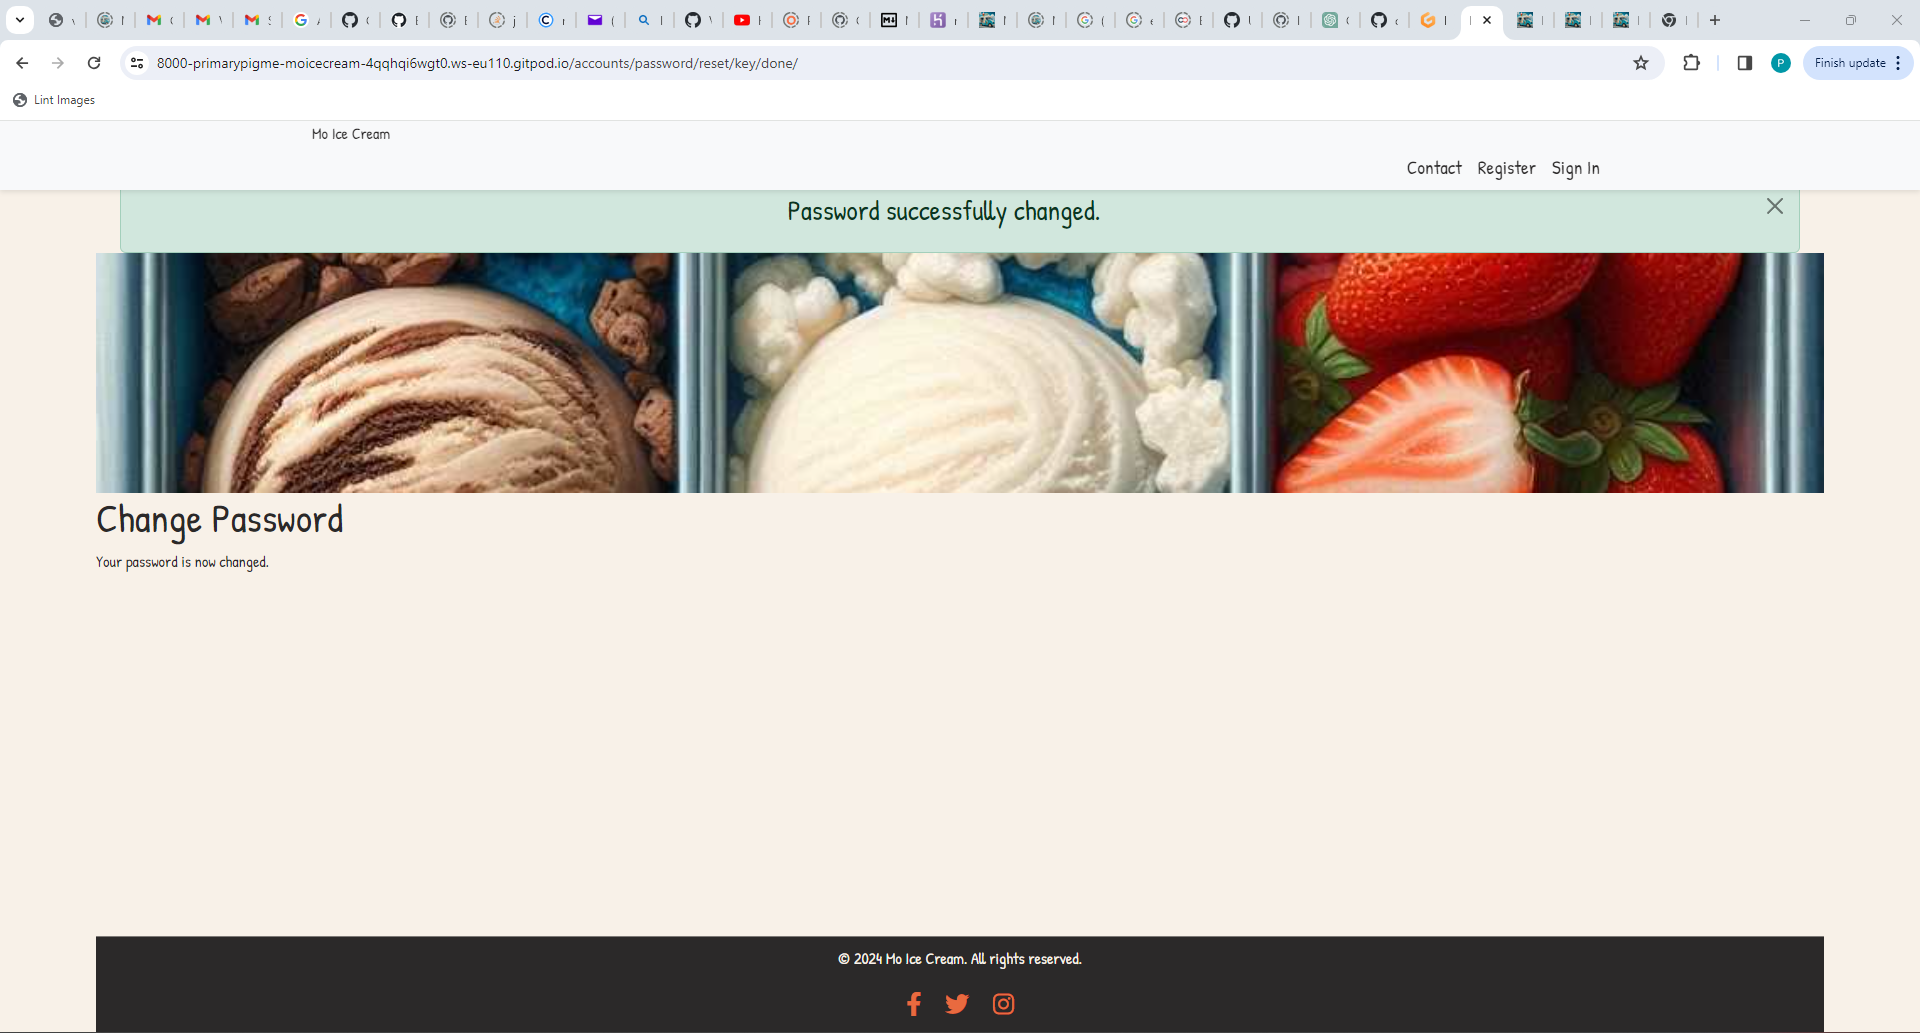 8000-primarypigme-moicecream-4qqhqi6wgt0.ws-eu110.gitpod.io/accounts/password/reset/key/done/
P
Finish update
Lint Images
Mo Ice Cream
Contact Register Sign In
Password successfully changed.
Change Password
Your password is now changed.
© 2024 Mo Ice Cream. All rights reserved.